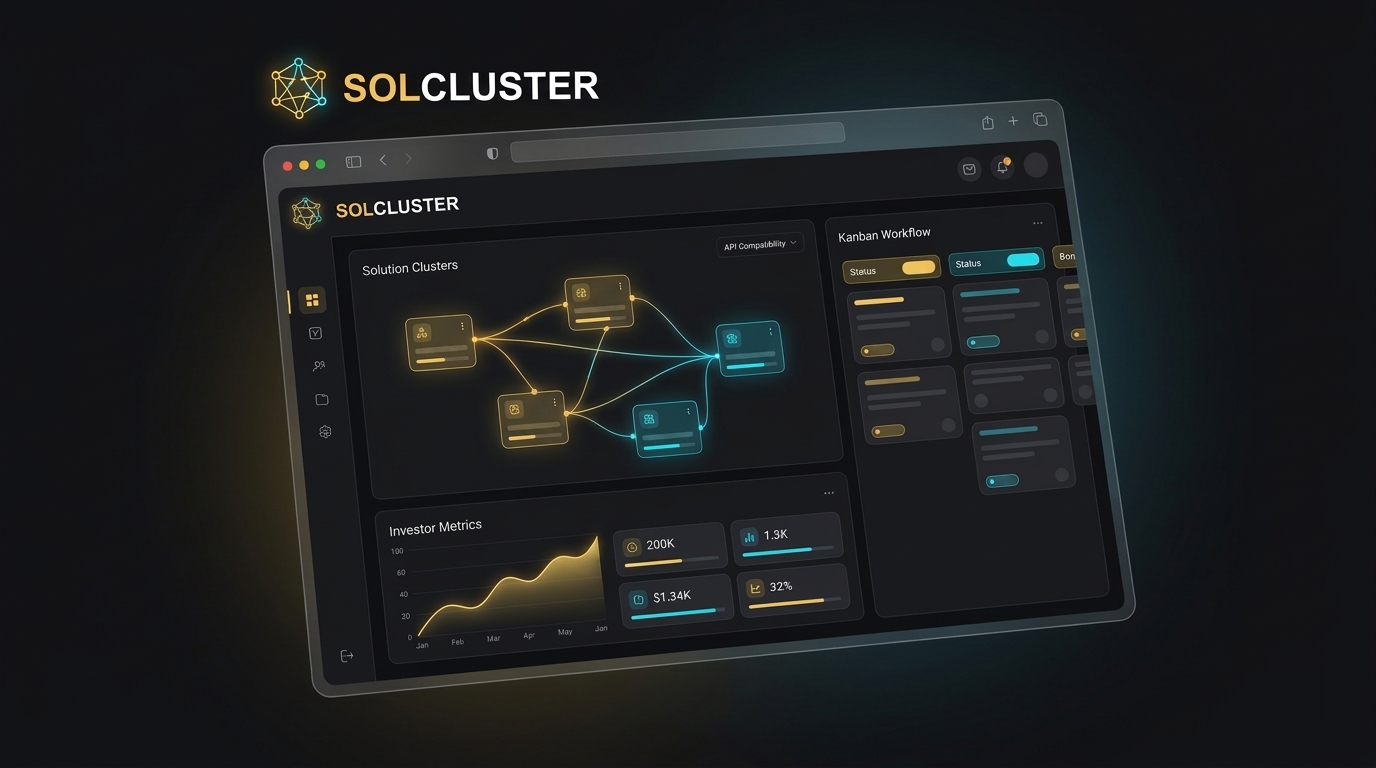 SOLCLUSTER
SOLCLUSTER
Solution Clusters
API Compatibility
Kanban Workflow
Status
Status
Bon
Investor Metrics
100
60
40
20
0
Jan
Feb
Mar
Apr
May
Jan
200K
1.3K
$1.34K
32%